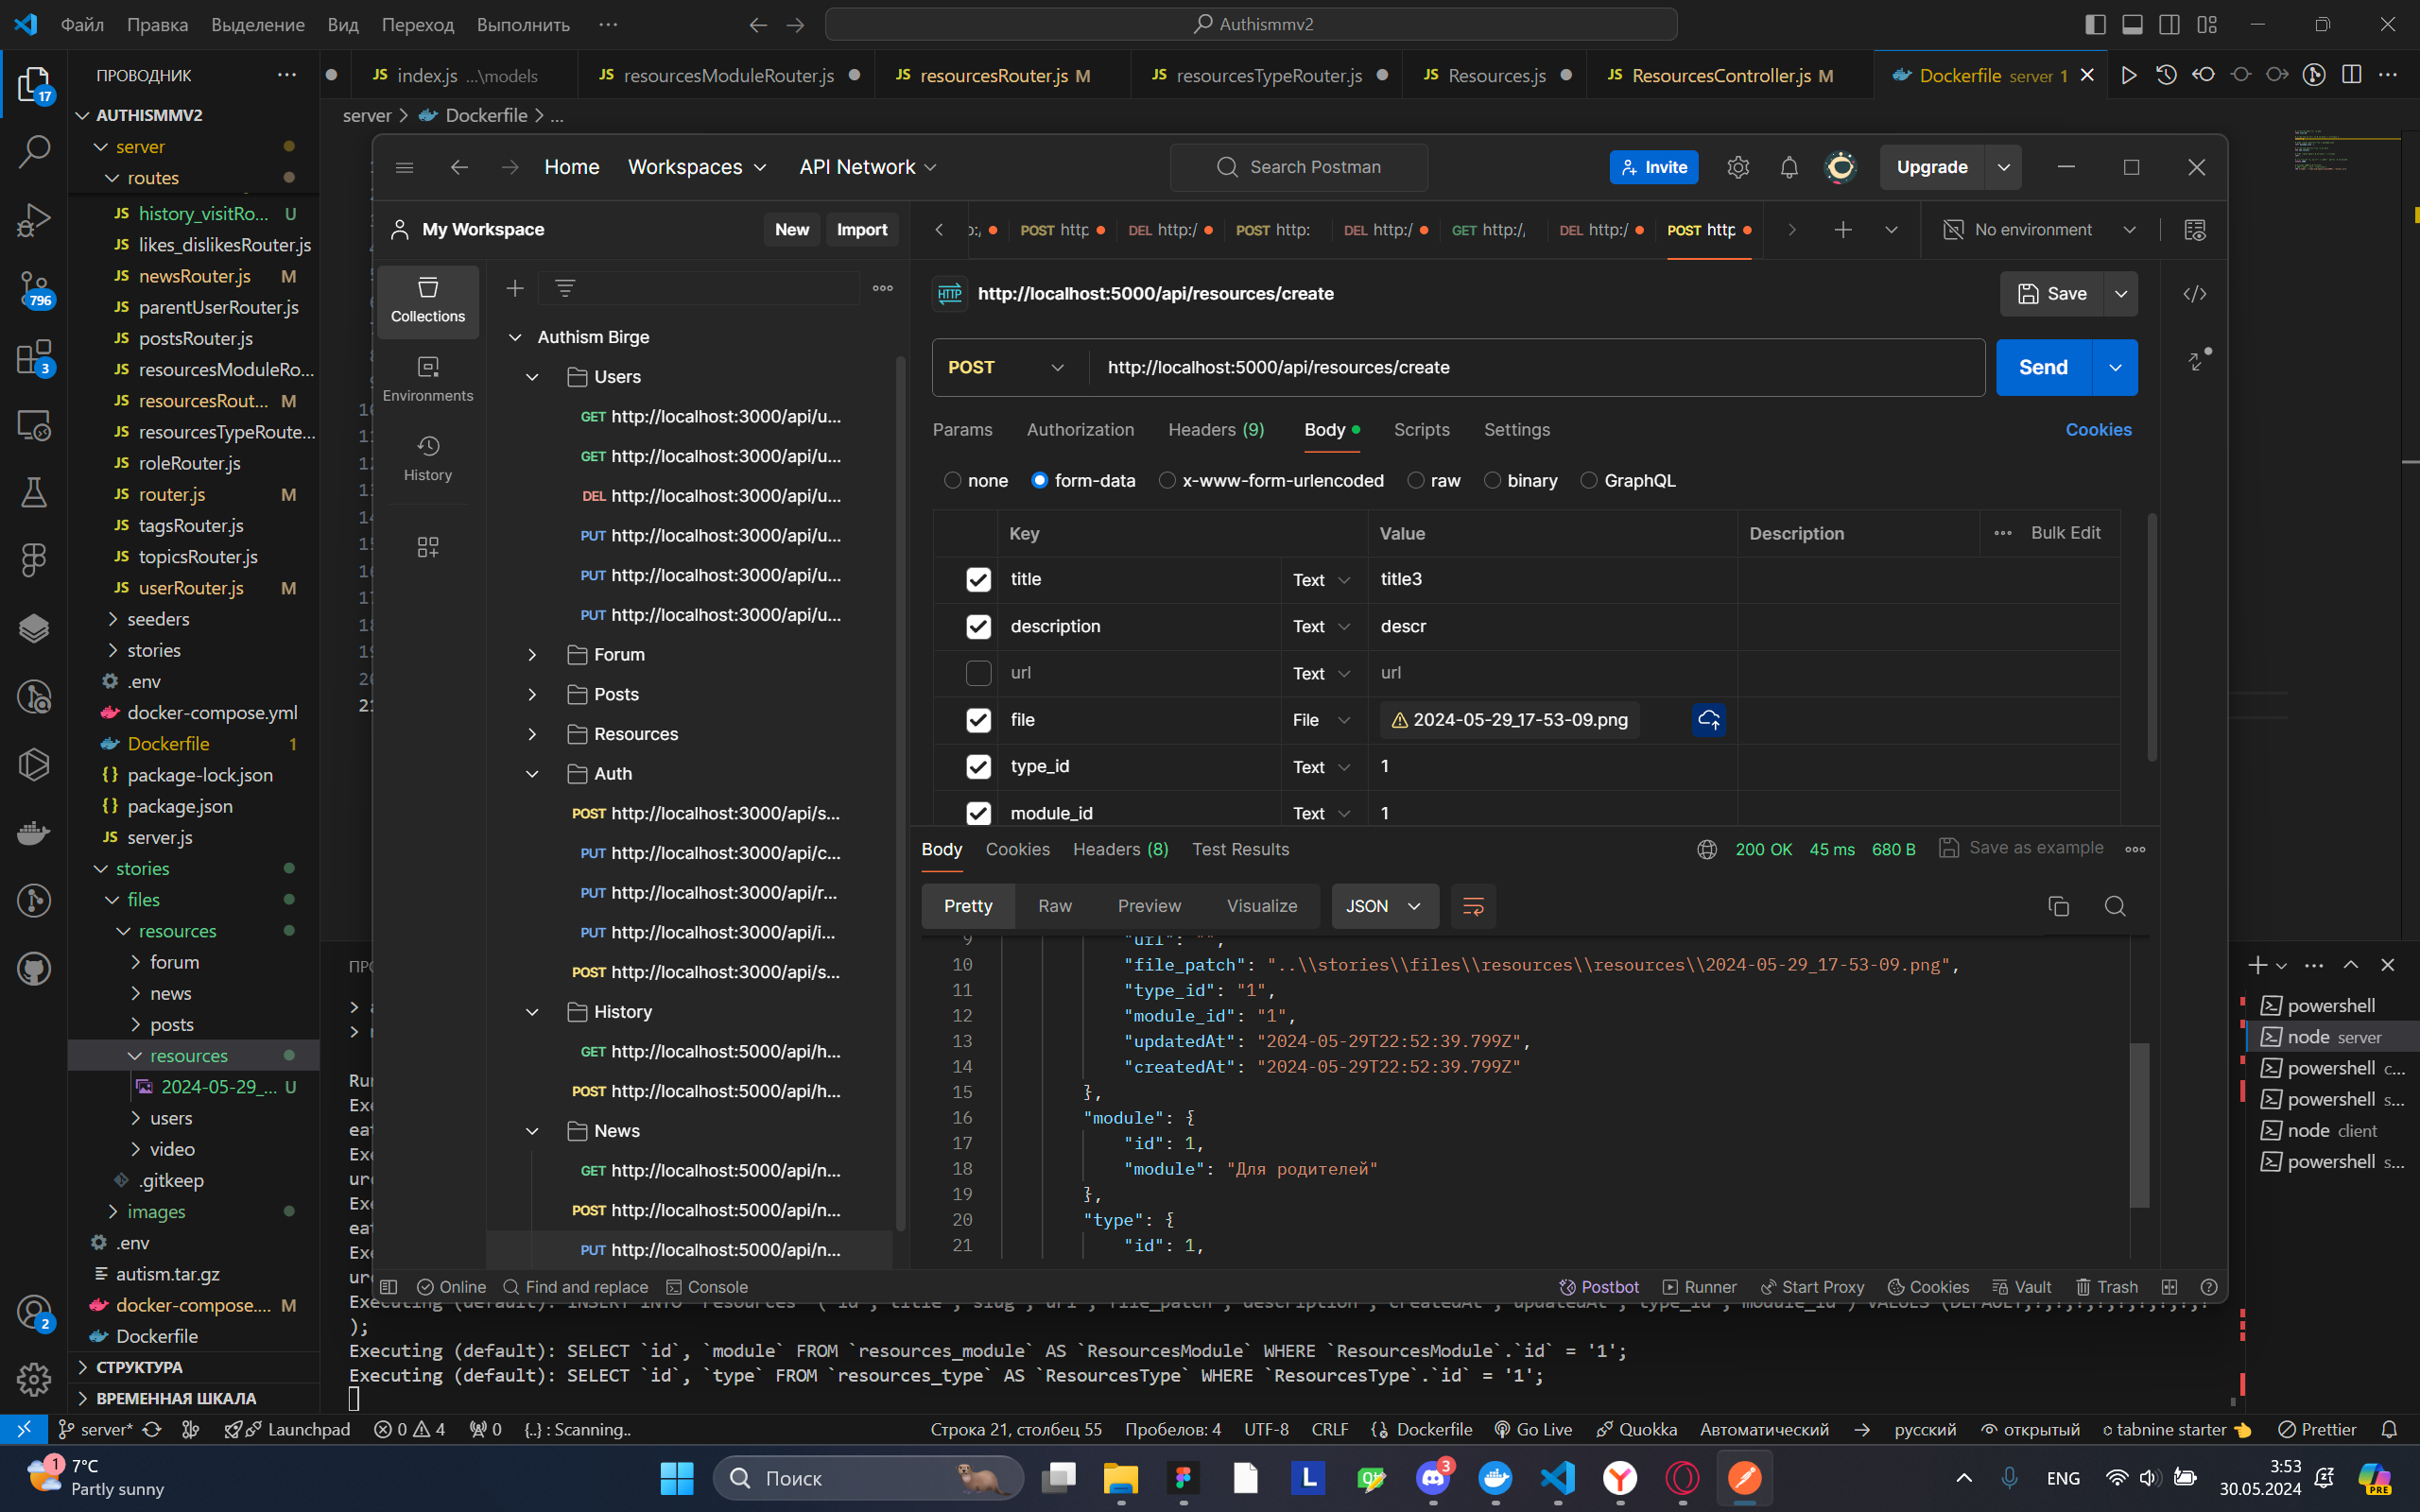 Файл Правка Выделение Вид Переход Выполнить ··· Authismmv2
ПРОВОДНИК ···
JS index.js ...\models JS resourcesModuleRouter.js JS resourcesRouter.js M JS resourcesTypeRouter.js JS Resources.js JS ResourcesController.js M Dockerfile server 1
server > Dockerfile > ...
17
AUTHISMMV2
server
routes
JS history_visitRo... U
JS likes_dislikesRouter.js
JS newsRouter.js M
JS parentUserRouter.js
JS postsRouter.js
JS resourcesModuleRo...
JS resourcesRout... M
JS resourcesTypeRoute...
JS roleRouter.js
JS router.js M
JS tagsRouter.js
JS topicsRouter.js
JS userRouter.js M
seeders
stories
.env
docker-compose.yml
Dockerfile 1
package-lock.json
package.json
JS server.js
stories
files
resources
forum
news
posts
resources
2024-05-29_... U
users
video
.gitkeep
images
.env
autism.tar.gz
docker-compose.... M
Dockerfile
СТРУКТУРА
ВРЕМЕННАЯ ШКАЛА
796
3
2
Home Workspaces API Network Search Postman Invite Upgrade
My Workspace New Import
POST http DEL http:/ POST http: DEL http:/ GET http:/ DEL http:/ POST http No environment
Collections
Environments
History
Authism Birge
Users
GET http://localhost:3000/api/u...
GET http://localhost:3000/api/u...
DEL http://localhost:3000/api/u...
PUT http://localhost:3000/api/u...
PUT http://localhost:3000/api/u...
PUT http://localhost:3000/api/u...
Forum
Posts
Resources
Auth
POST http://localhost:3000/api/s...
PUT http://localhost:3000/api/c...
PUT http://localhost:3000/api/r...
PUT http://localhost:3000/api/i...
POST http://localhost:3000/api/s...
History
GET http://localhost:5000/api/h...
POST http://localhost:5000/api/h...
News
GET http://localhost:5000/api/n...
POST http://localhost:5000/api/n...
PUT http://localhost:5000/api/n...
HTTP http://localhost:5000/api/resources/create Save
POST http://localhost:5000/api/resources/create Send
Params Authorization Headers (9) Body Scripts Settings Cookies
none form-data x-www-form-urlencoded raw binary GraphQL
Key Value Description ··· Bulk Edit
title Text title3
description Text descr
url Text url
file File 2024-05-29_17-53-09.png
type_id Text 1
module_id Text 1
Body Cookies Headers (8) Test Results 200 OK 45 ms 680 B Save as example
Pretty Raw Preview Visualize JSON
9 "url": "",
10 "file_patch": "..\\stories\\files\\resources\\resources\\2024-05-29_17-53-09.png",
11 "type_id": "1",
12 "module_id": "1",
13 "updatedAt": "2024-05-29T22:52:39.799Z",
14 "createdAt": "2024-05-29T22:52:39.799Z"
15 },
16 "module": {
17 "id": 1,
18 "module": "Для родителей"
19 },
20 "type": {
21 "id": 1,
Online Find and replace Console Postbot Runner Start Proxy Cookies Vault Trash
powershell
node server
powershell c...
powershell s...
node client
powershell s...
);
Executing (default): SELECT `id`, `module` FROM `resources_module` AS `ResourcesModule` WHERE `ResourcesModule`.`id` = '1';
Executing (default): SELECT `id`, `type` FROM `resources_type` AS `ResourcesType` WHERE `ResourcesType`.`id` = '1';
server* Launchpad 0 4 0 {..} : Scanning.. Строка 21, столбец 55 Пробелов: 4 UTF-8 CRLF Dockerfile Go Live Quokka Автоматический → русский открытый tabnine starter Prettier
1 7°C
Partly sunny
Поиск
3
ENG
3:53
30.05.2024
PRE